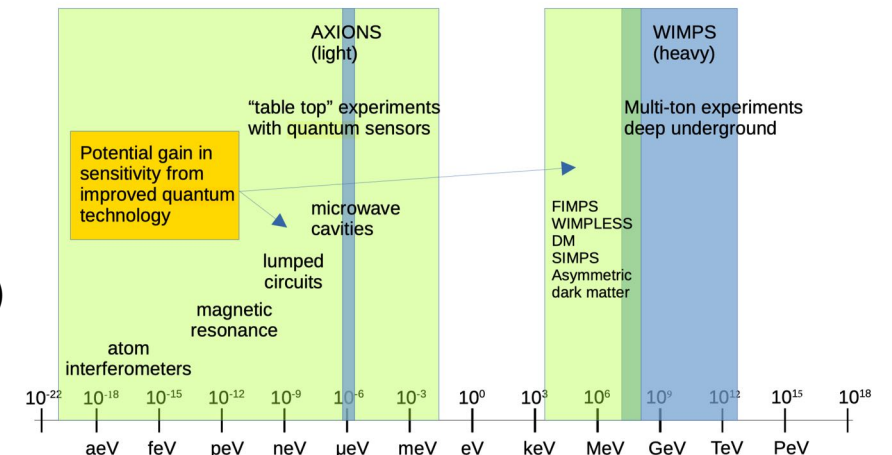 AXIONS
(light)
WIMPS
(heavy)
“table top” experiments
with quantum sensors
Multi-ton experiments
deep underground
Potential gain in
sensitivity from
improved quantum
technology
microwave
cavities
FIMPS
WIMPLESS
DM
SIMPS
Asymmetric
dark matter
lumped
circuits
magnetic
resonance
atom
interferometers
)
10⁻²² 10⁻¹⁸ 10⁻¹⁵ 10⁻¹² 10⁻⁹ 10⁻⁶ 10⁻³ 10⁰ 10³ 10⁶ 10⁹ 10¹² 10¹⁵ 10¹⁸
aeV feV peV neV µeV meV eV keV MeV GeV TeV PeV